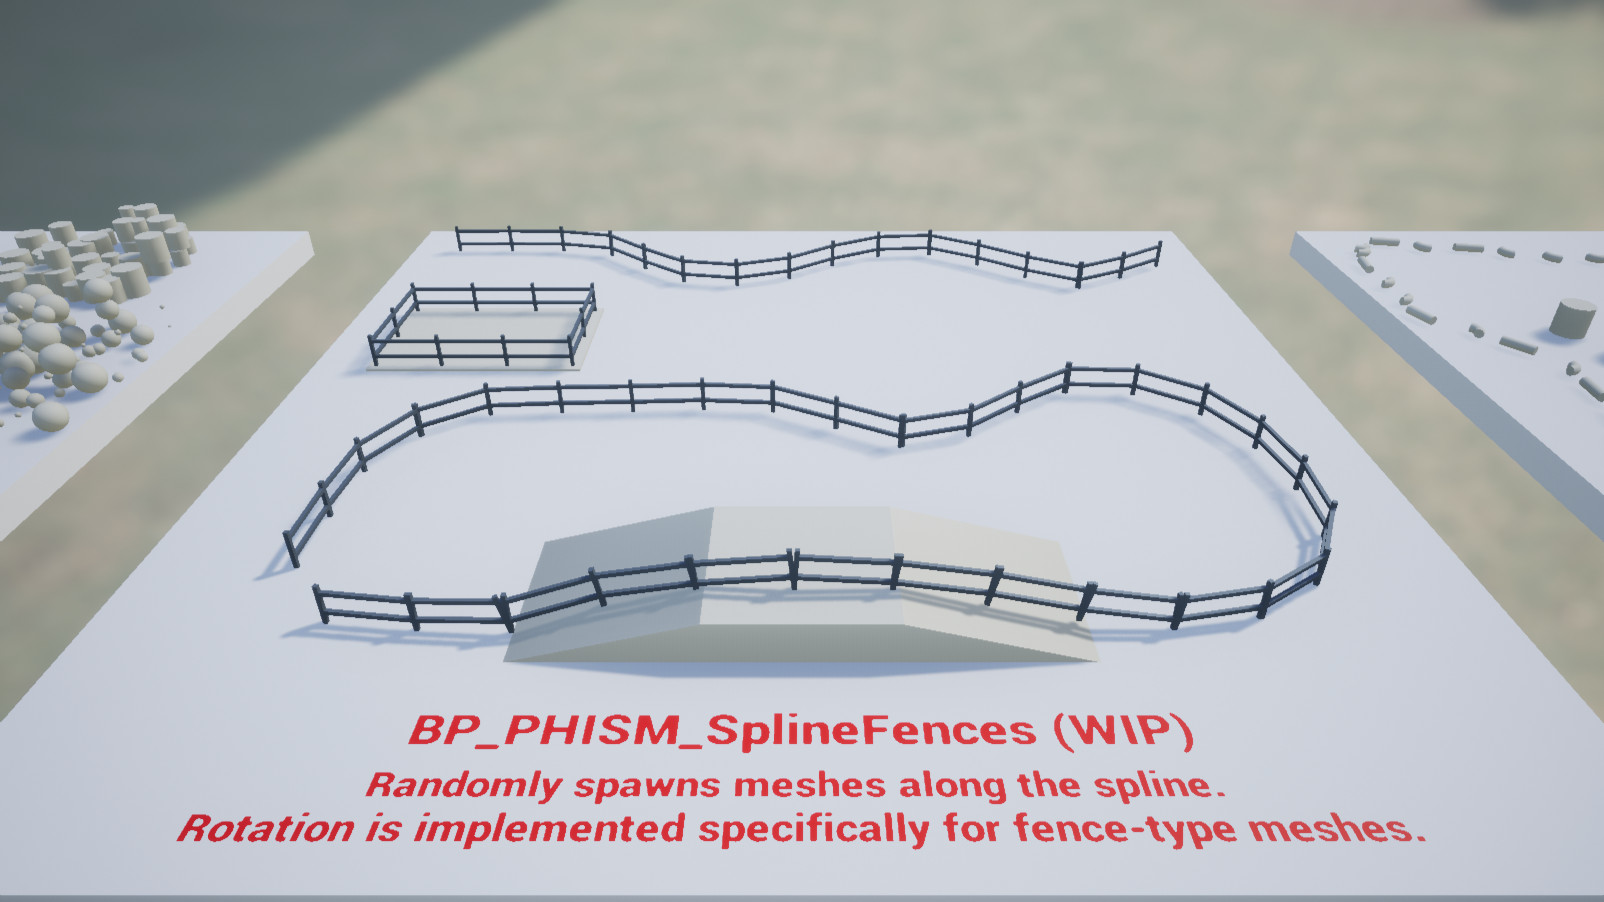 BP_PHISM_SplineFences (WIP)
Randomly spawns meshes along the spline.
Rotation is implemented specifically for fence-type meshes.